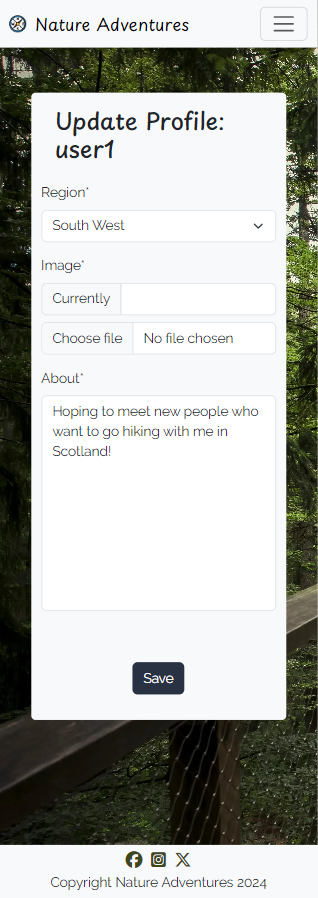 Nature Adventures
Update Profile:
user1
Region*
South West
Image*
Currently
Choose file No file chosen
About*
Hoping to meet new people who
want to go hiking with me in
Scotland!
Save
Copyright Nature Adventures 2024